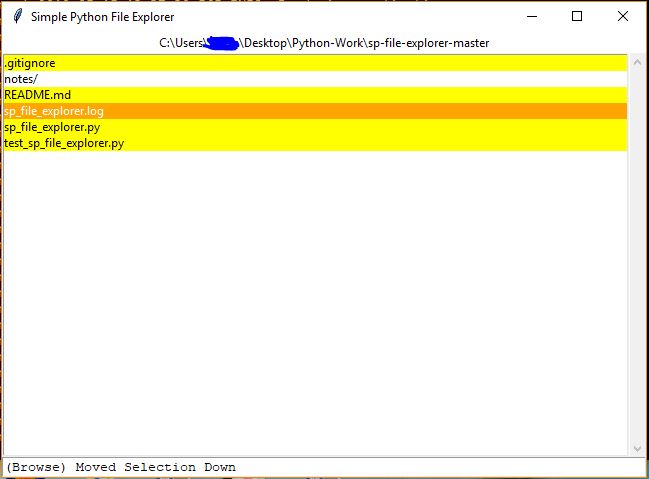 Simple Python File Explorer
C:\Users\ \Desktop\Python-Work\sp-file-explorer-master
.gitignore
notes/
README.md
sp_file_explorer.log
sp_file_explorer.py
test_sp_file_explorer.py
(Browse) Moved Selection Down